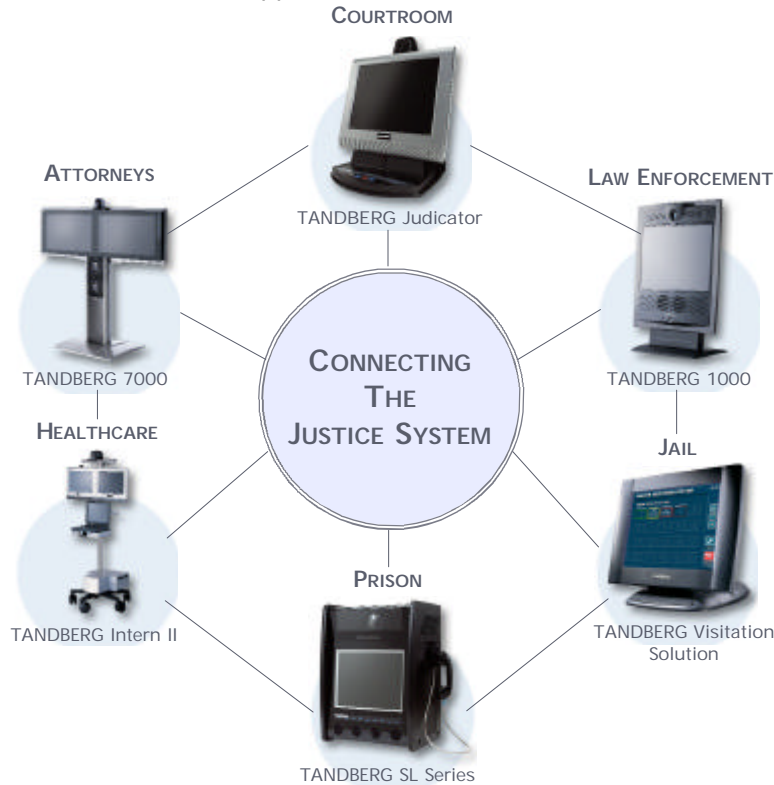 COURTROOM
TANDBERG Judicator
ATTORNEYS
TANDBERG 7000
LAW ENFORCEMENT
TANDBERG 1000
CONNECTING
THE
JUSTICE SYSTEM
HEALTHCARE
TANDBERG Intern II
JAIL
TANDBERG Visitation
Solution
PRISON
TANDBERG SL Series